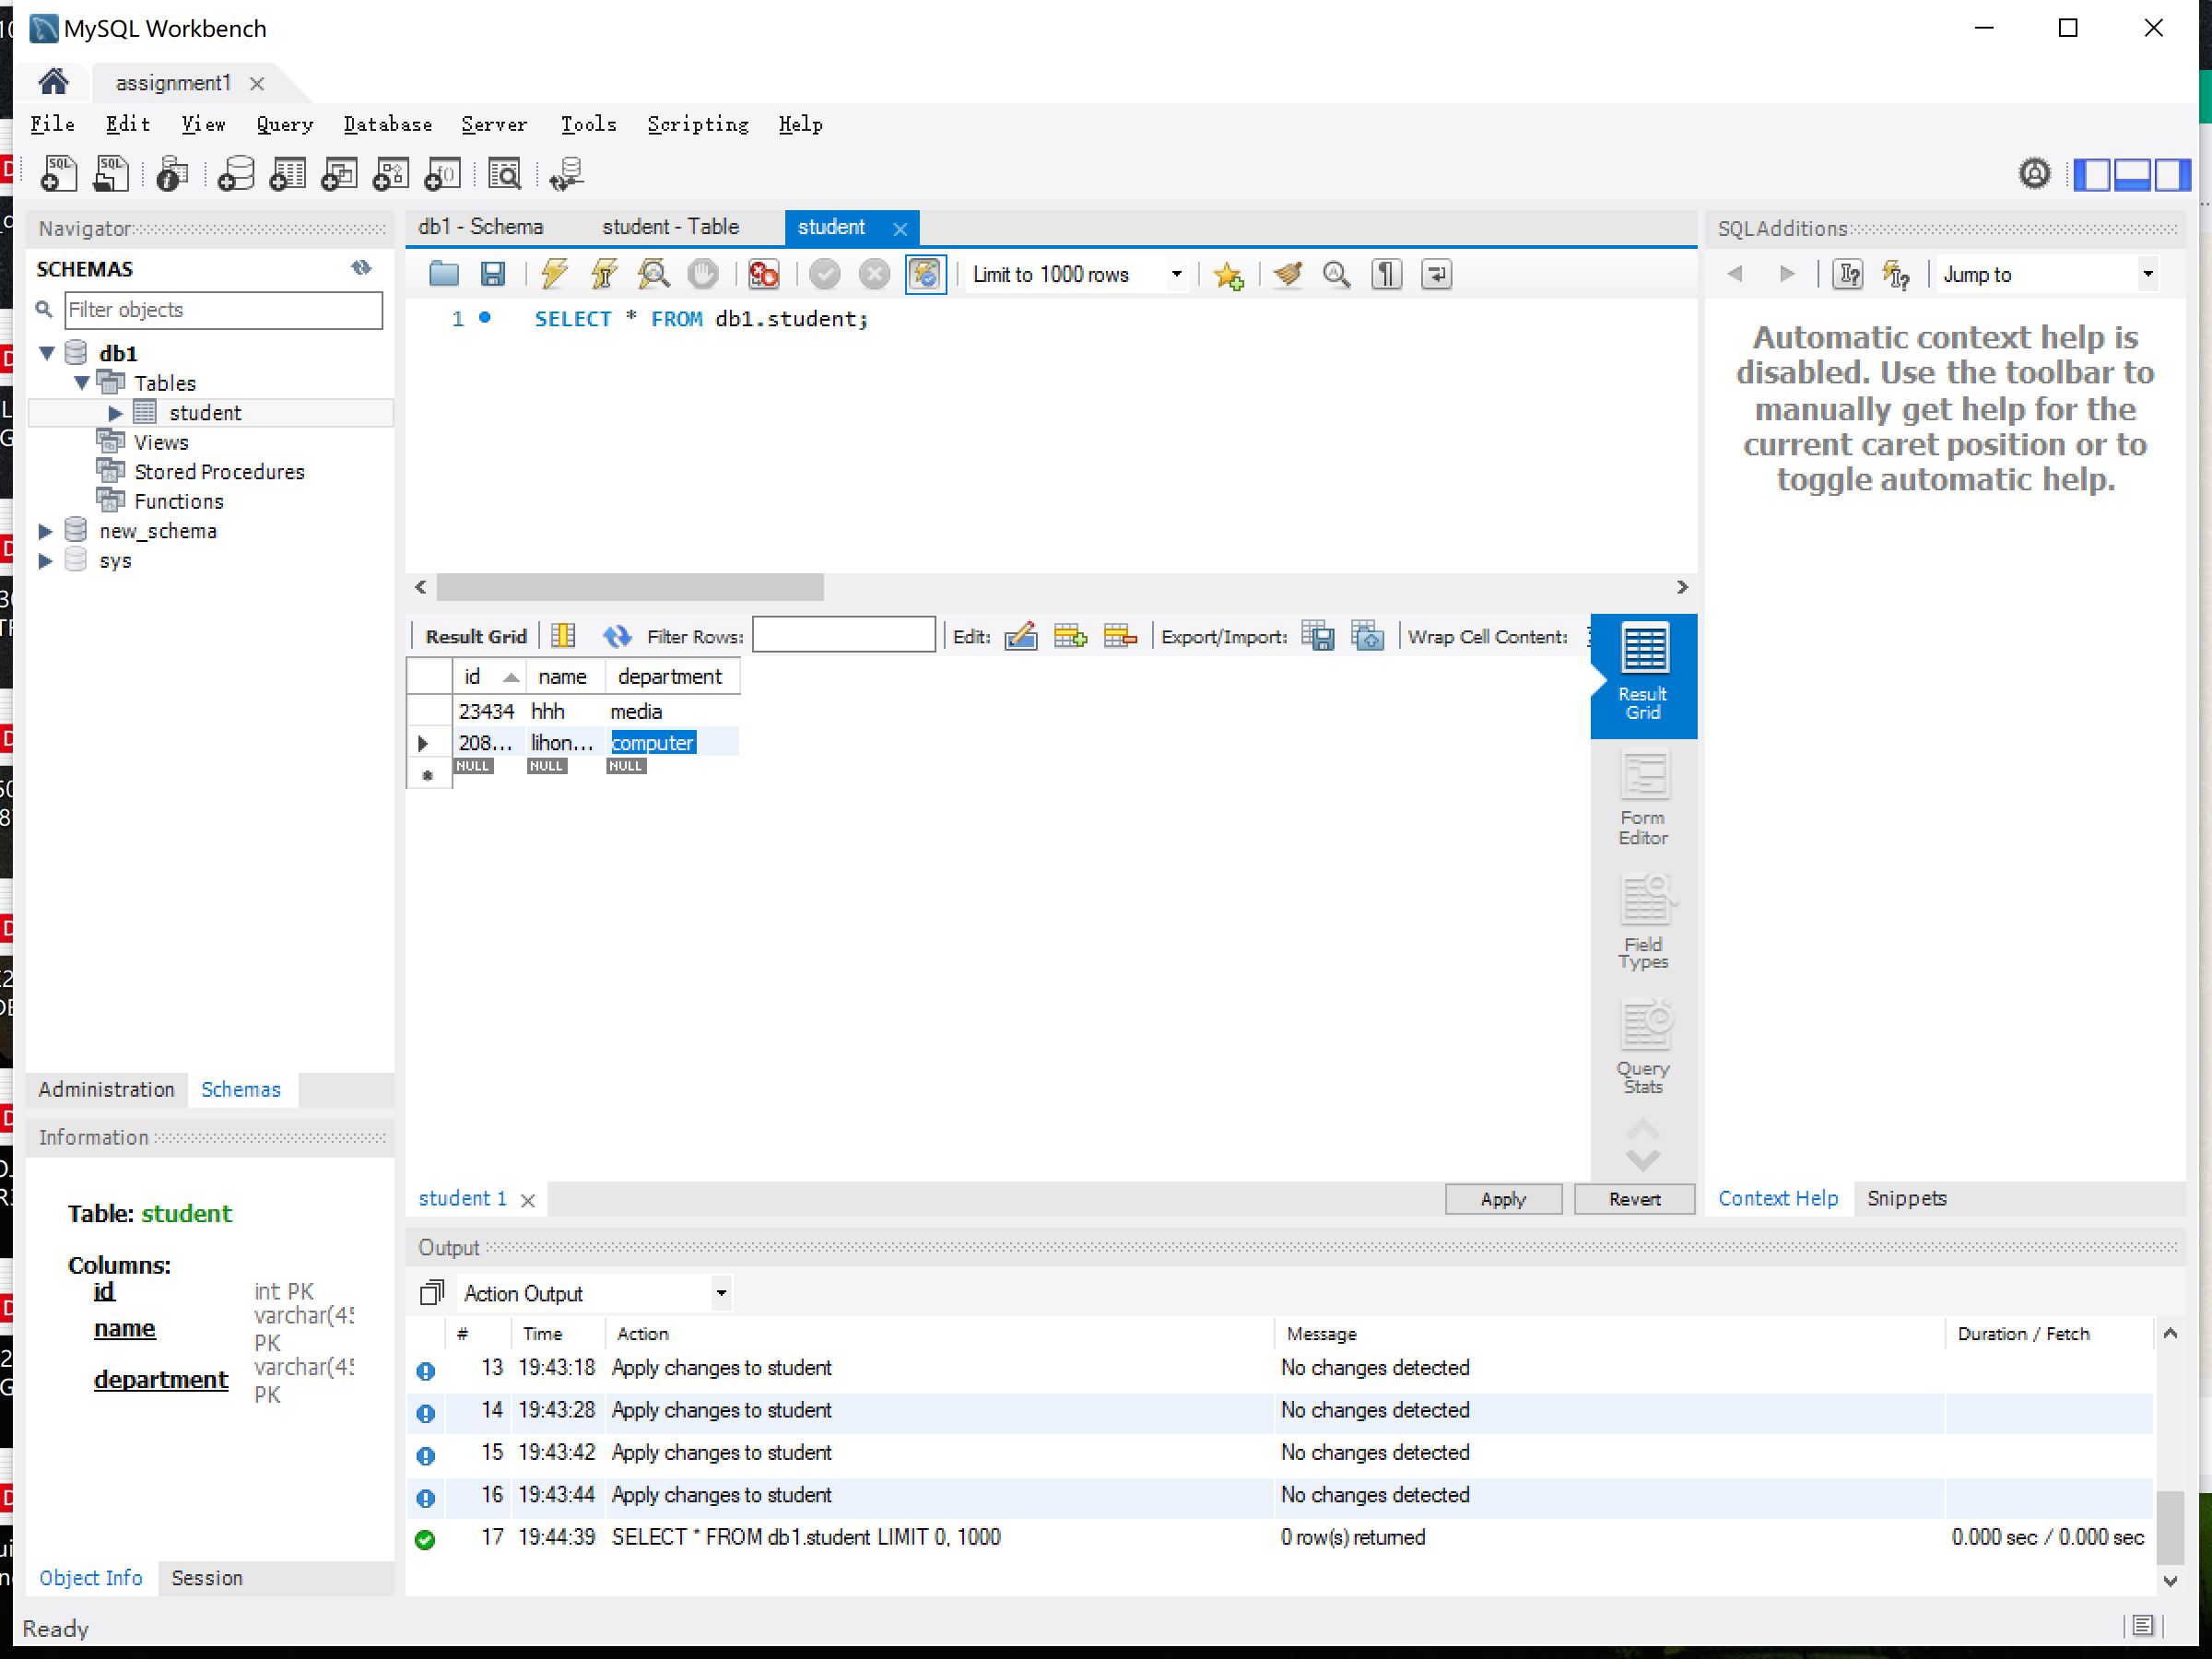 MySQL Workbench
assignment1
File Edit View Query Database Server Tools Scripting Help
Navigator
SCHEMAS
Filter objects
db1
Tables
student
Views
Stored Procedures
Functions
new_schema
sys
Administration Schemas
Information
Table: student
Columns:
id int PK
name varchar(45 PK
department varchar(45 PK
Object Info Session
db1 - Schema student - Table student
Limit to 1000 rows
1 SELECT * FROM db1.student;
Result Grid Filter Rows: Edit: Export/Import: Wrap Cell Content:
id name department
23434 hhh media
208... lihon... computer
NULL NULL NULL
Result Grid
Form Editor
Field Types
Query Stats
student 1 Apply Revert
SQLAdditions
Jump to
Automatic context help is
disabled. Use the toolbar to
manually get help for the
current caret position or to
toggle automatic help.
Context Help Snippets
Output
Action Output
# Time Action Message Duration / Fetch
13 19:43:18 Apply changes to student No changes detected
14 19:43:28 Apply changes to student No changes detected
15 19:43:42 Apply changes to student No changes detected
16 19:43:44 Apply changes to student No changes detected
17 19:44:39 SELECT * FROM db1.student LIMIT 0, 1000 0 row(s) returned 0.000 sec / 0.000 sec
Ready